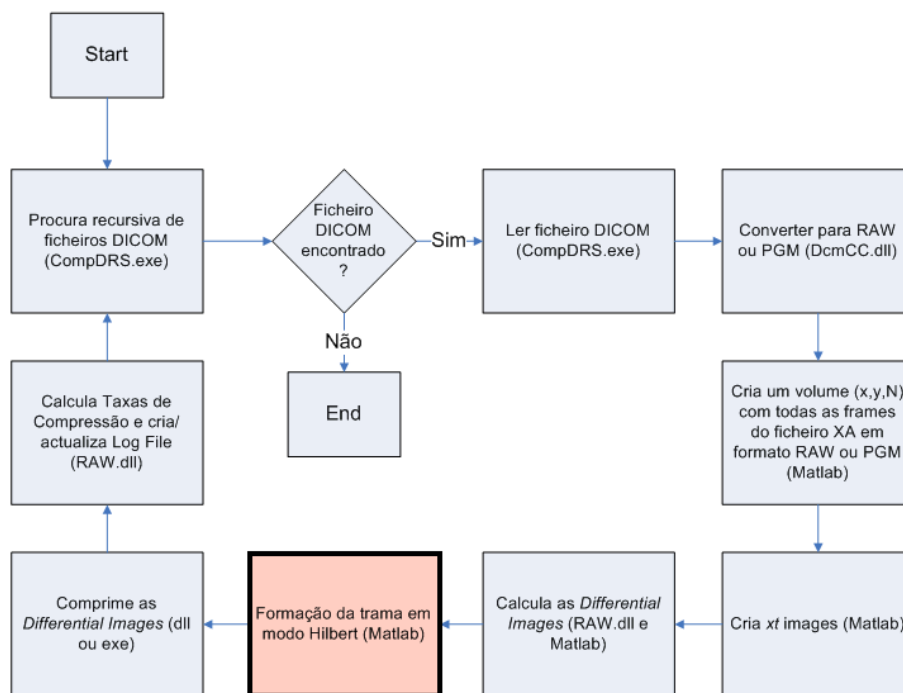 Start
Procura recursiva de
ficheiros DICOM
(CompDRS.exe)
Ficheiro
DICOM
encontrado
?
Sim
Ler ficheiro DICOM
(CompDRS.exe)
Converter para RAW
ou PGM (DcmCC.dll)
Não
End
Cria um volume (x,y,N)
com todas as frames
do ficheiro XA em
formato RAW ou PGM
(Matlab)
Cria xt images (Matlab)
Calcula as Differential
Images (RAW.dll e
Matlab)
Formação da trama em
modo Hilbert (Matlab)
Comprime as
Differential Images (dll
ou exe)
Calcula Taxas de
Compressão e cria/
actualiza Log File
(RAW.dll)